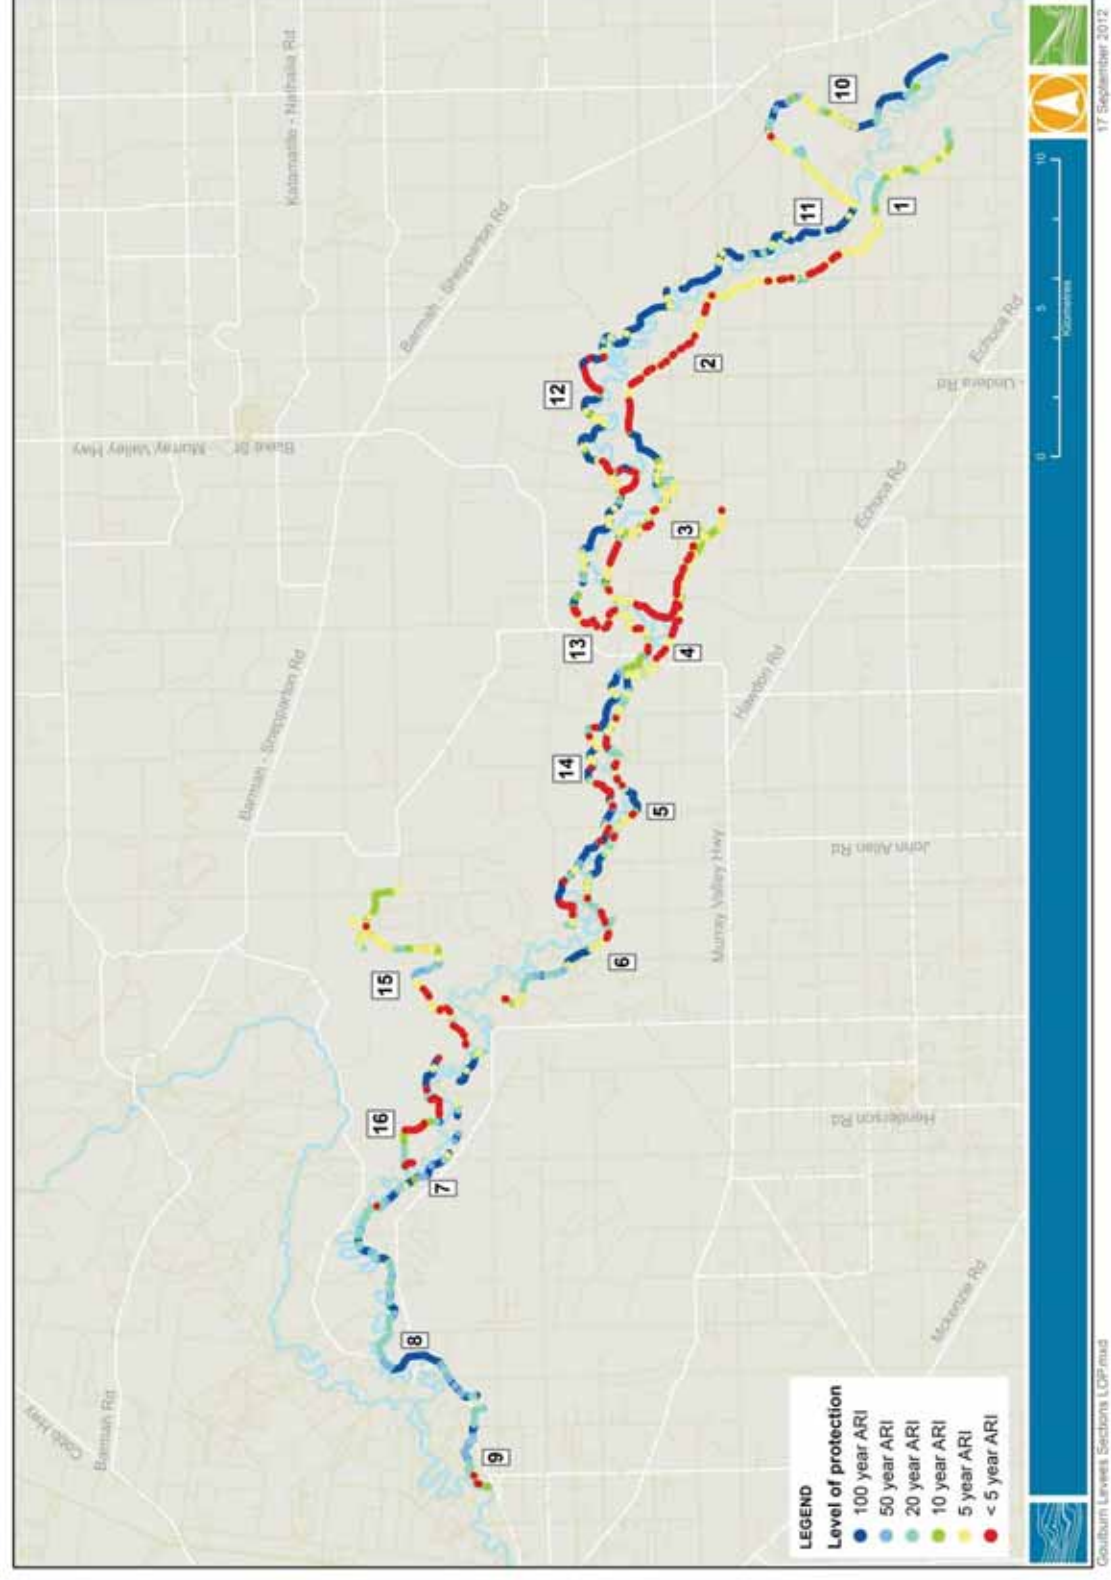 Cobb Hwy
Barmah Rd
Barmah - Shepparton Rd
Katamatite - Nathalia Rd
Barmah - Shepparton Rd
Murray Valley Hwy
Blake St
Murray Valley Hwy
Hawdon Rd
Echuca Rd
Echuca Rd
- Undera Rd
John Allan Rd
Henderson Rd
Mckenzie Rd
1
2
3
4
5
6
7
8
9
10
11
12
13
14
15
16
LEGEND
Level of protection
100 year ARI
50 year ARI
20 year ARI
10 year ARI
5 year ARI
< 5 year ARI
0 5 10
Kilometres
Goulburn Levees Sections LOP.mxd
17 September 2012